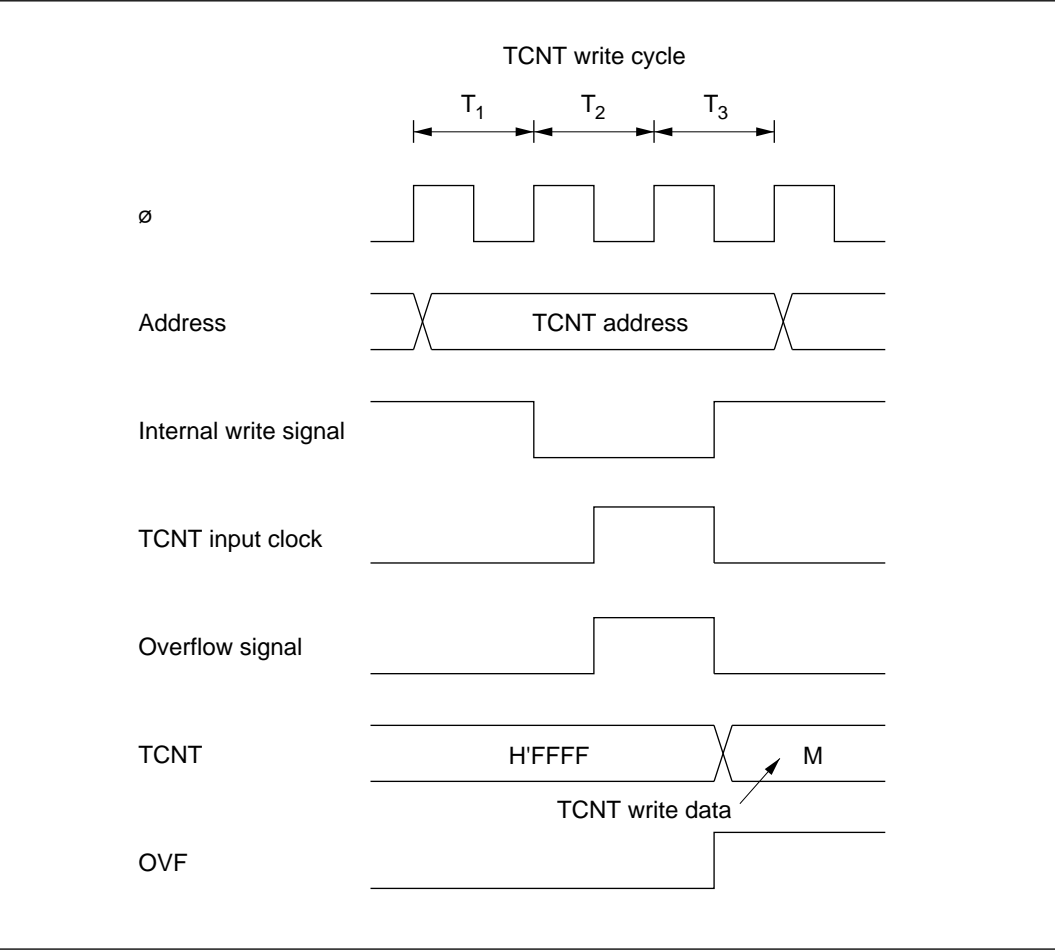 TCNT write cycle
T1 T2 T3
ø
Address TCNT address
Internal write signal
TCNT input clock
Overflow signal
TCNT H'FFFF M
TCNT write data
OVF